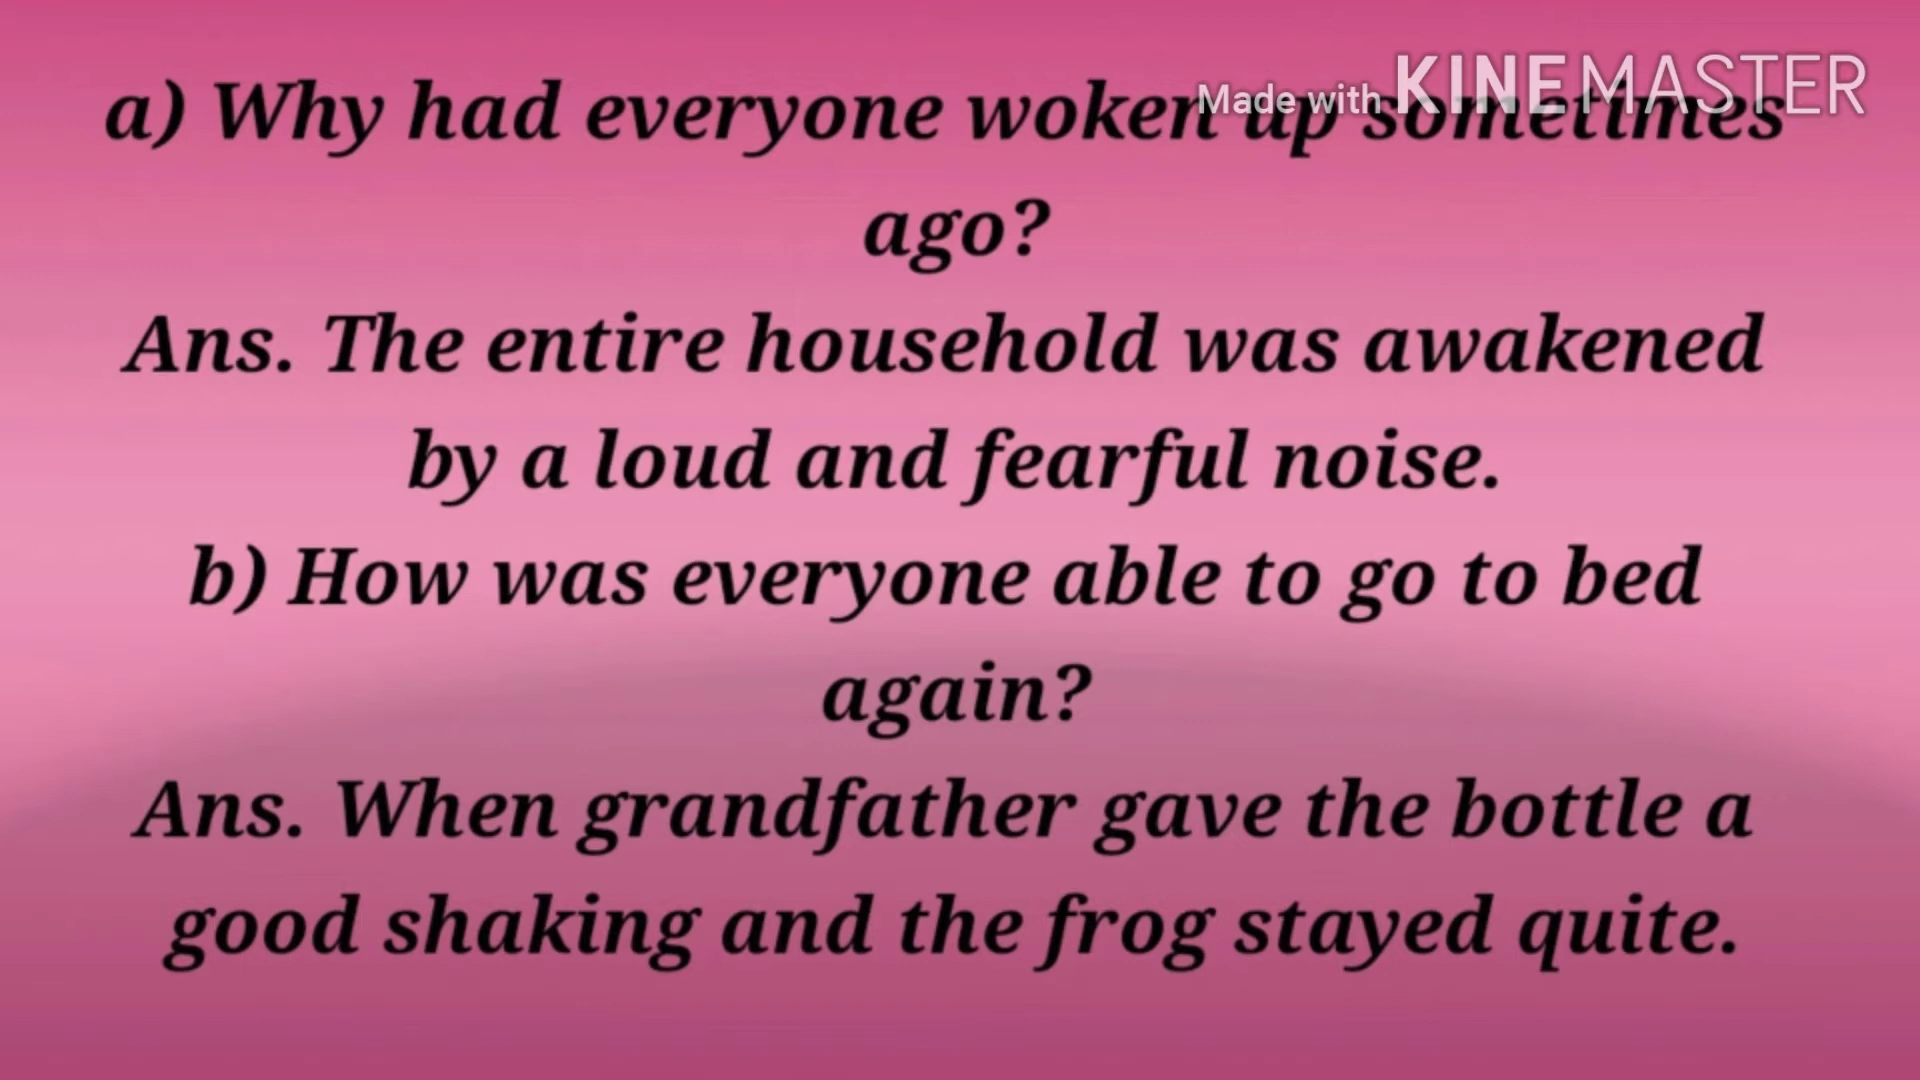 Made with KINEMASTER
a) Why had everyone woken up sometimes
ago?
Ans. The entire household was awakened
by a loud and fearful noise.
b) How was everyone able to go to bed
again?
Ans. When grandfather gave the bottle a
good shaking and the frog stayed quite.